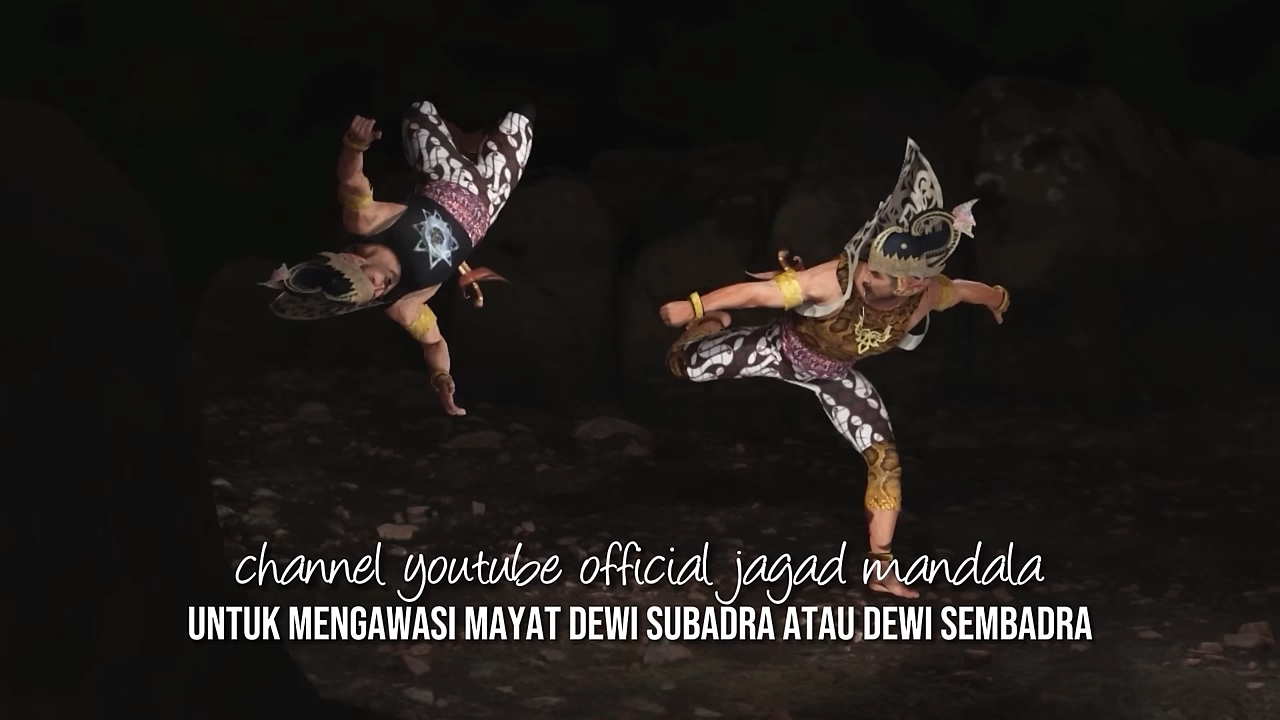 channel youtube official jagad mandala
UNTUK MENGAWASI MAYAT DEWI SUBADRA ATAU DEWI SEMBADRA